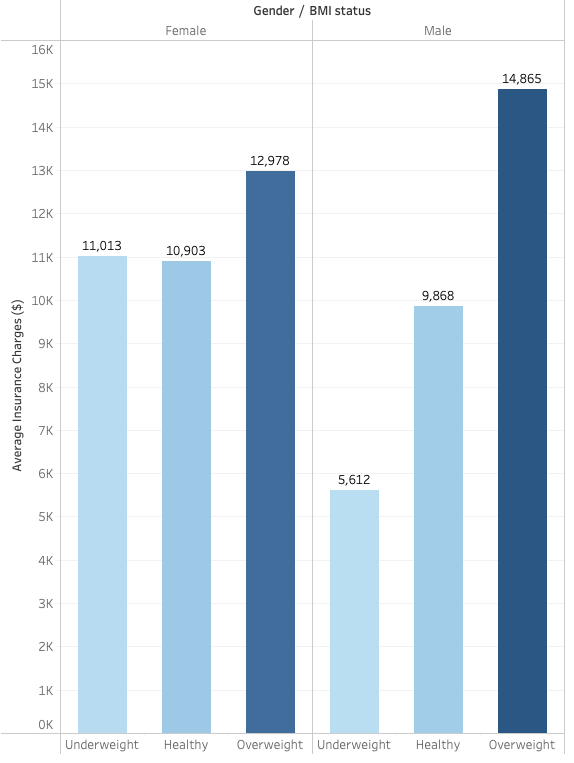 Gender / BMI status
Female
Male
16K
15K
14K
13K
12K
11K
10K
9K
8K
7K
6K
5K
4K
3K
2K
1K
0K
Average Insurance Charges ($)
11,013
10,903
12,978
5,612
9,868
14,865
Underweight
Healthy
Overweight
Underweight
Healthy
Overweight